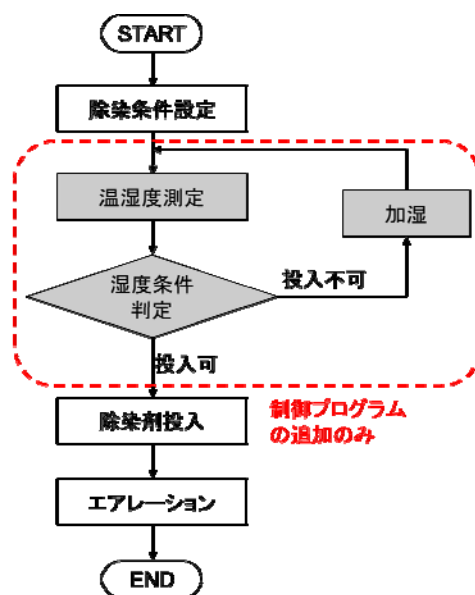 START
除染条件設定
温湿度測定
加湿
湿度条件
判定
投入不可
投入可
除染剤投入
制御プログラム
の追加のみ
エアレーション
END